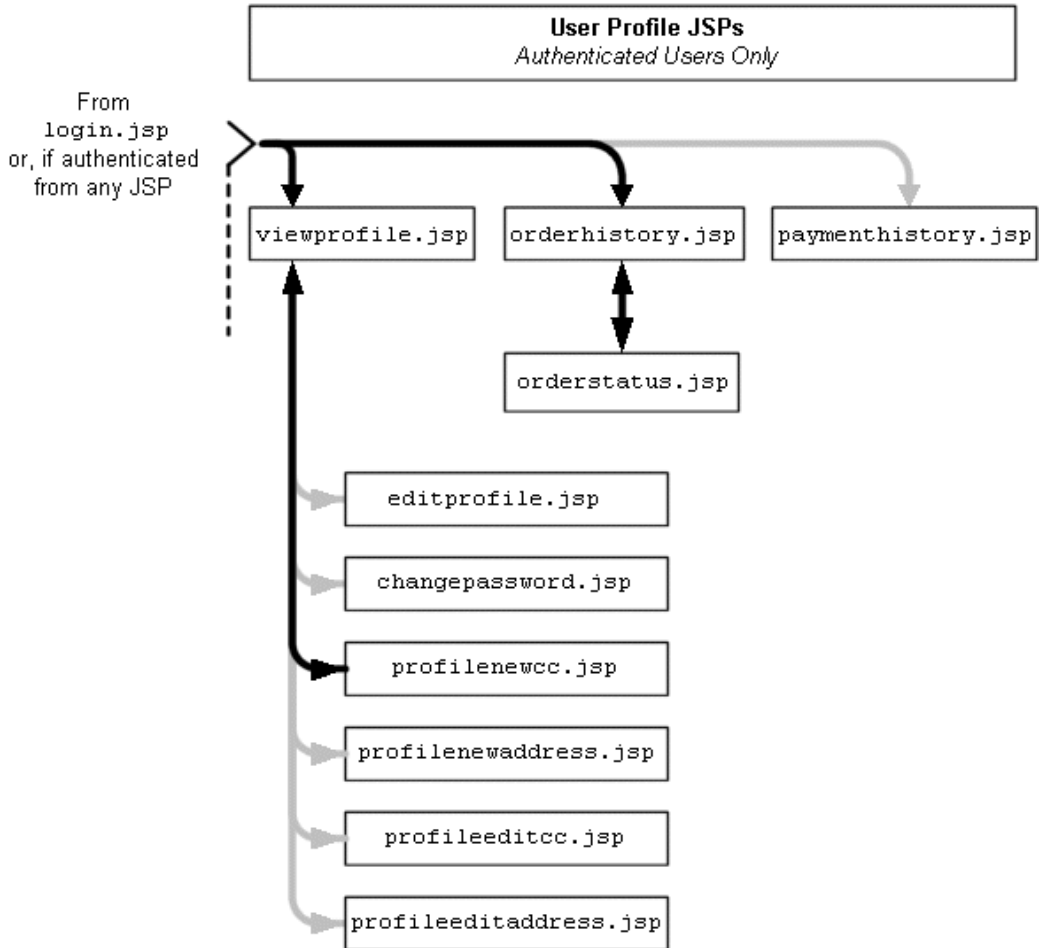 User Profile JSPs
Authenticated Users Only
From
login.jsp
or, if authenticated
from any JSP
viewprofile.jsp
orderhistory.jsp
paymenthistory.jsp
orderstatus.jsp
editprofile.jsp
changepassword.jsp
profilenewcc.jsp
profilenewaddress.jsp
profileeditcc.jsp
profileeditaddress.jsp